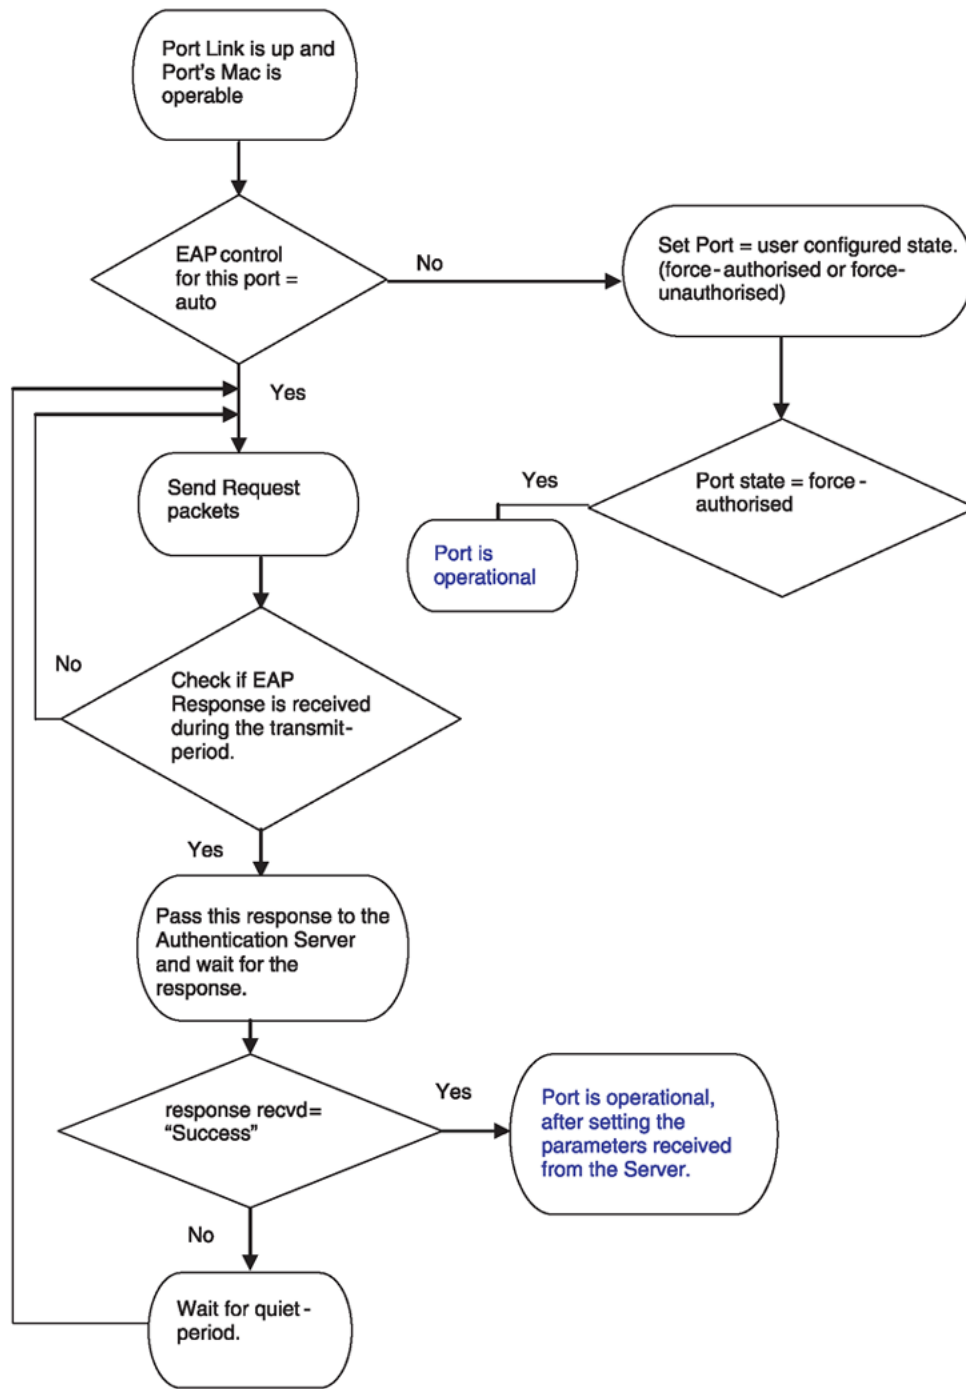 Port Link is up and
Port's Mac is
operable
EAP control
for this port =
auto
No
Set Port = user configured state.
(force-authorised or force-
unauthorised)
Yes
Send Request
packets
Yes
Port state = force-
authorised
Port is
operational
No
Check if EAP
Response is received
during the transmit-
period.
Yes
Pass this response to the
Authentication Server
and wait for the
response.
response recvd=
“Success”
Yes
Port is operational,
after setting the
parameters received
from the Server.
No
Wait for quiet-
period.